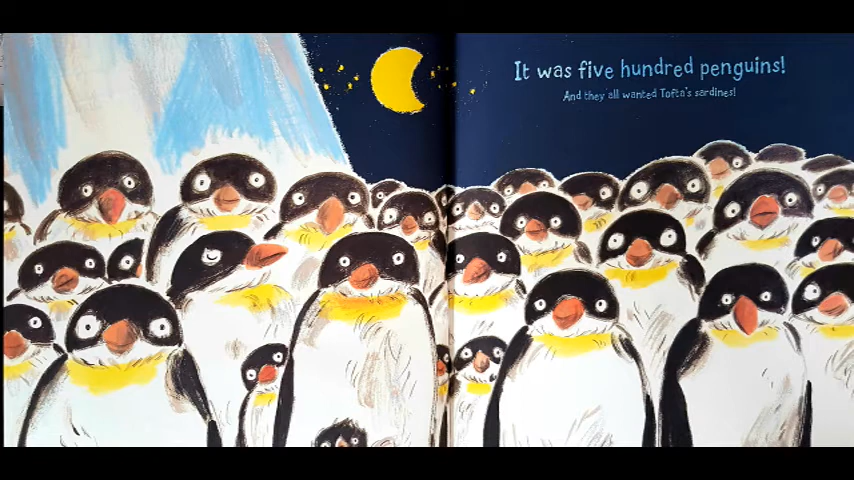 It was five hundred penguins!
And they all wanted Tofta's sardines!